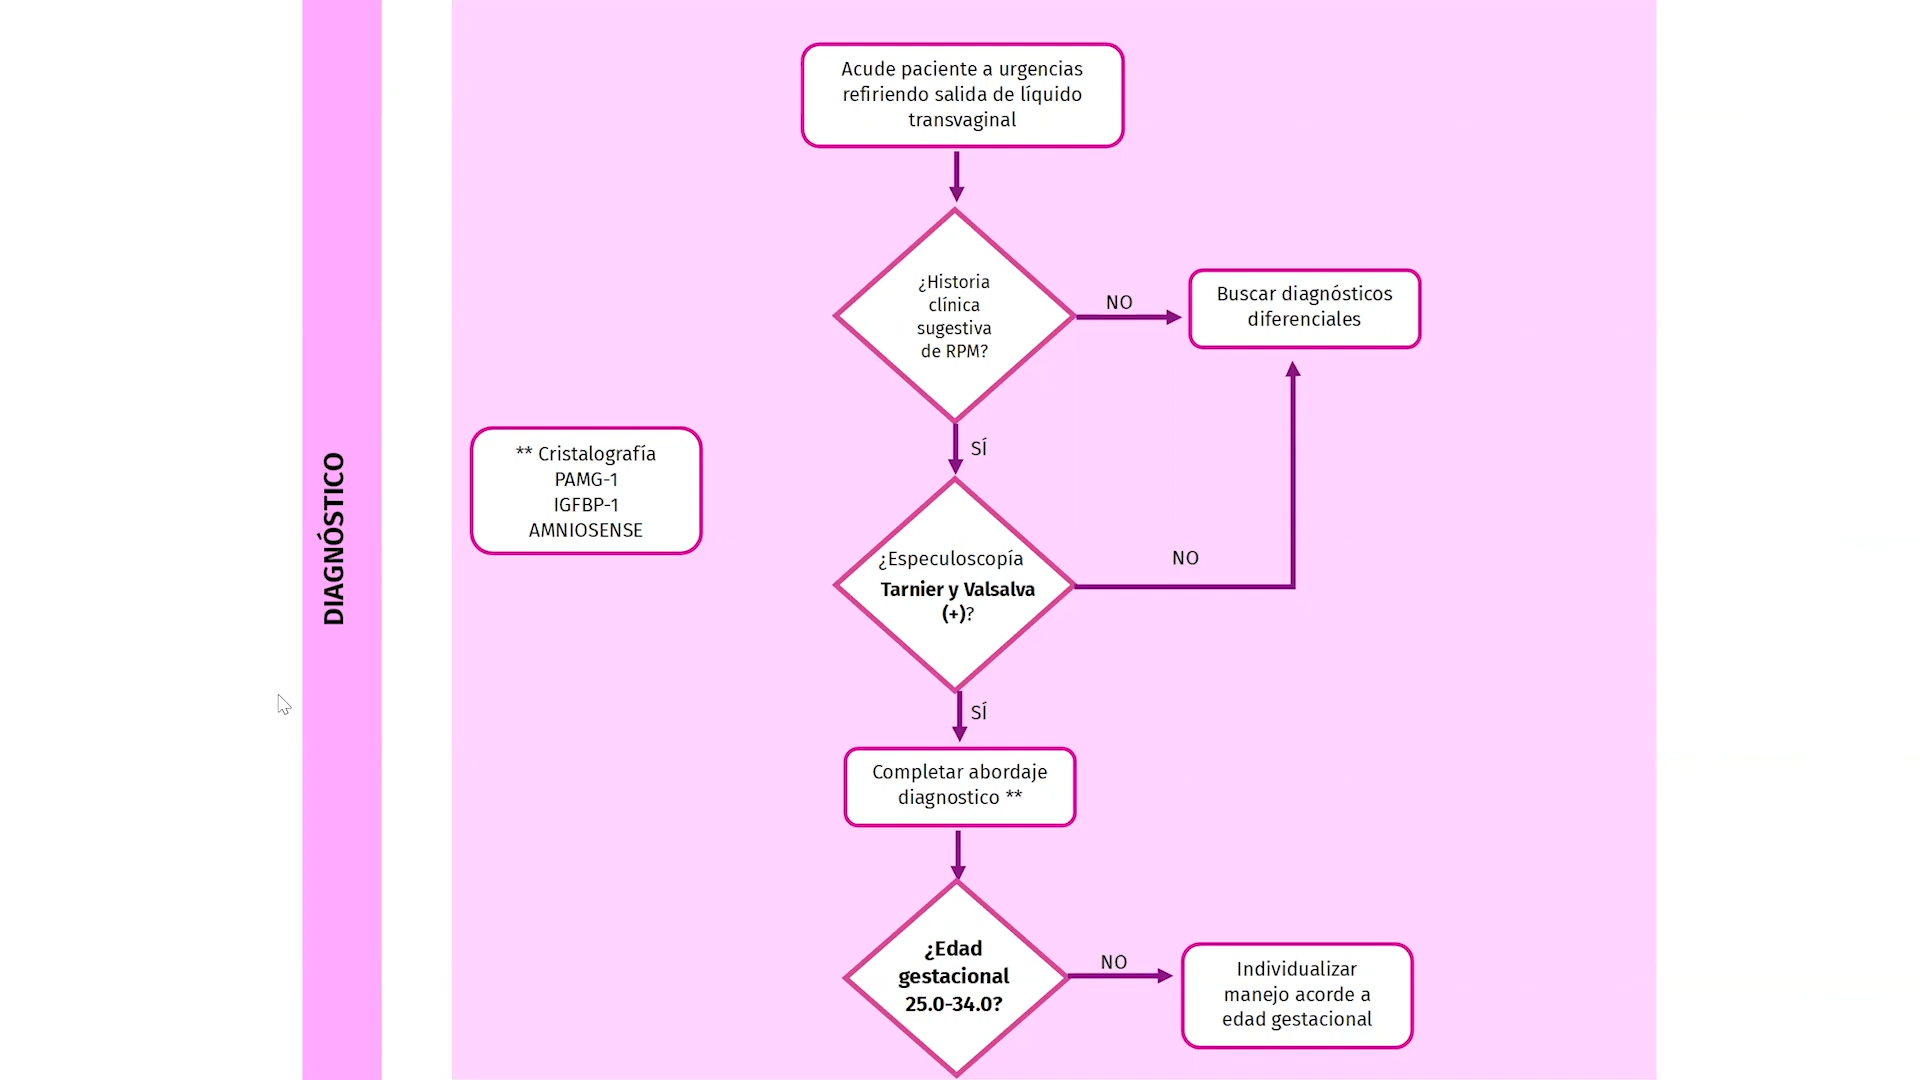 DIAGNÓSTICO
Acude paciente a urgencias
refiriendo salida de líquido
transvaginal
¿Historia
clínica
sugestiva
de RPM?
NO
Buscar diagnósticos
diferenciales
SÍ
** Cristalografía
PAMG-1
IGFBP-1
AMNIOSENSE
¿Especuloscopía
Tarnier y Valsalva
(+)?
NO
SÍ
Completar abordaje
diagnostico **
¿Edad
gestacional
25.0-34.0?
NO
Individualizar
manejo acorde a
edad gestacional